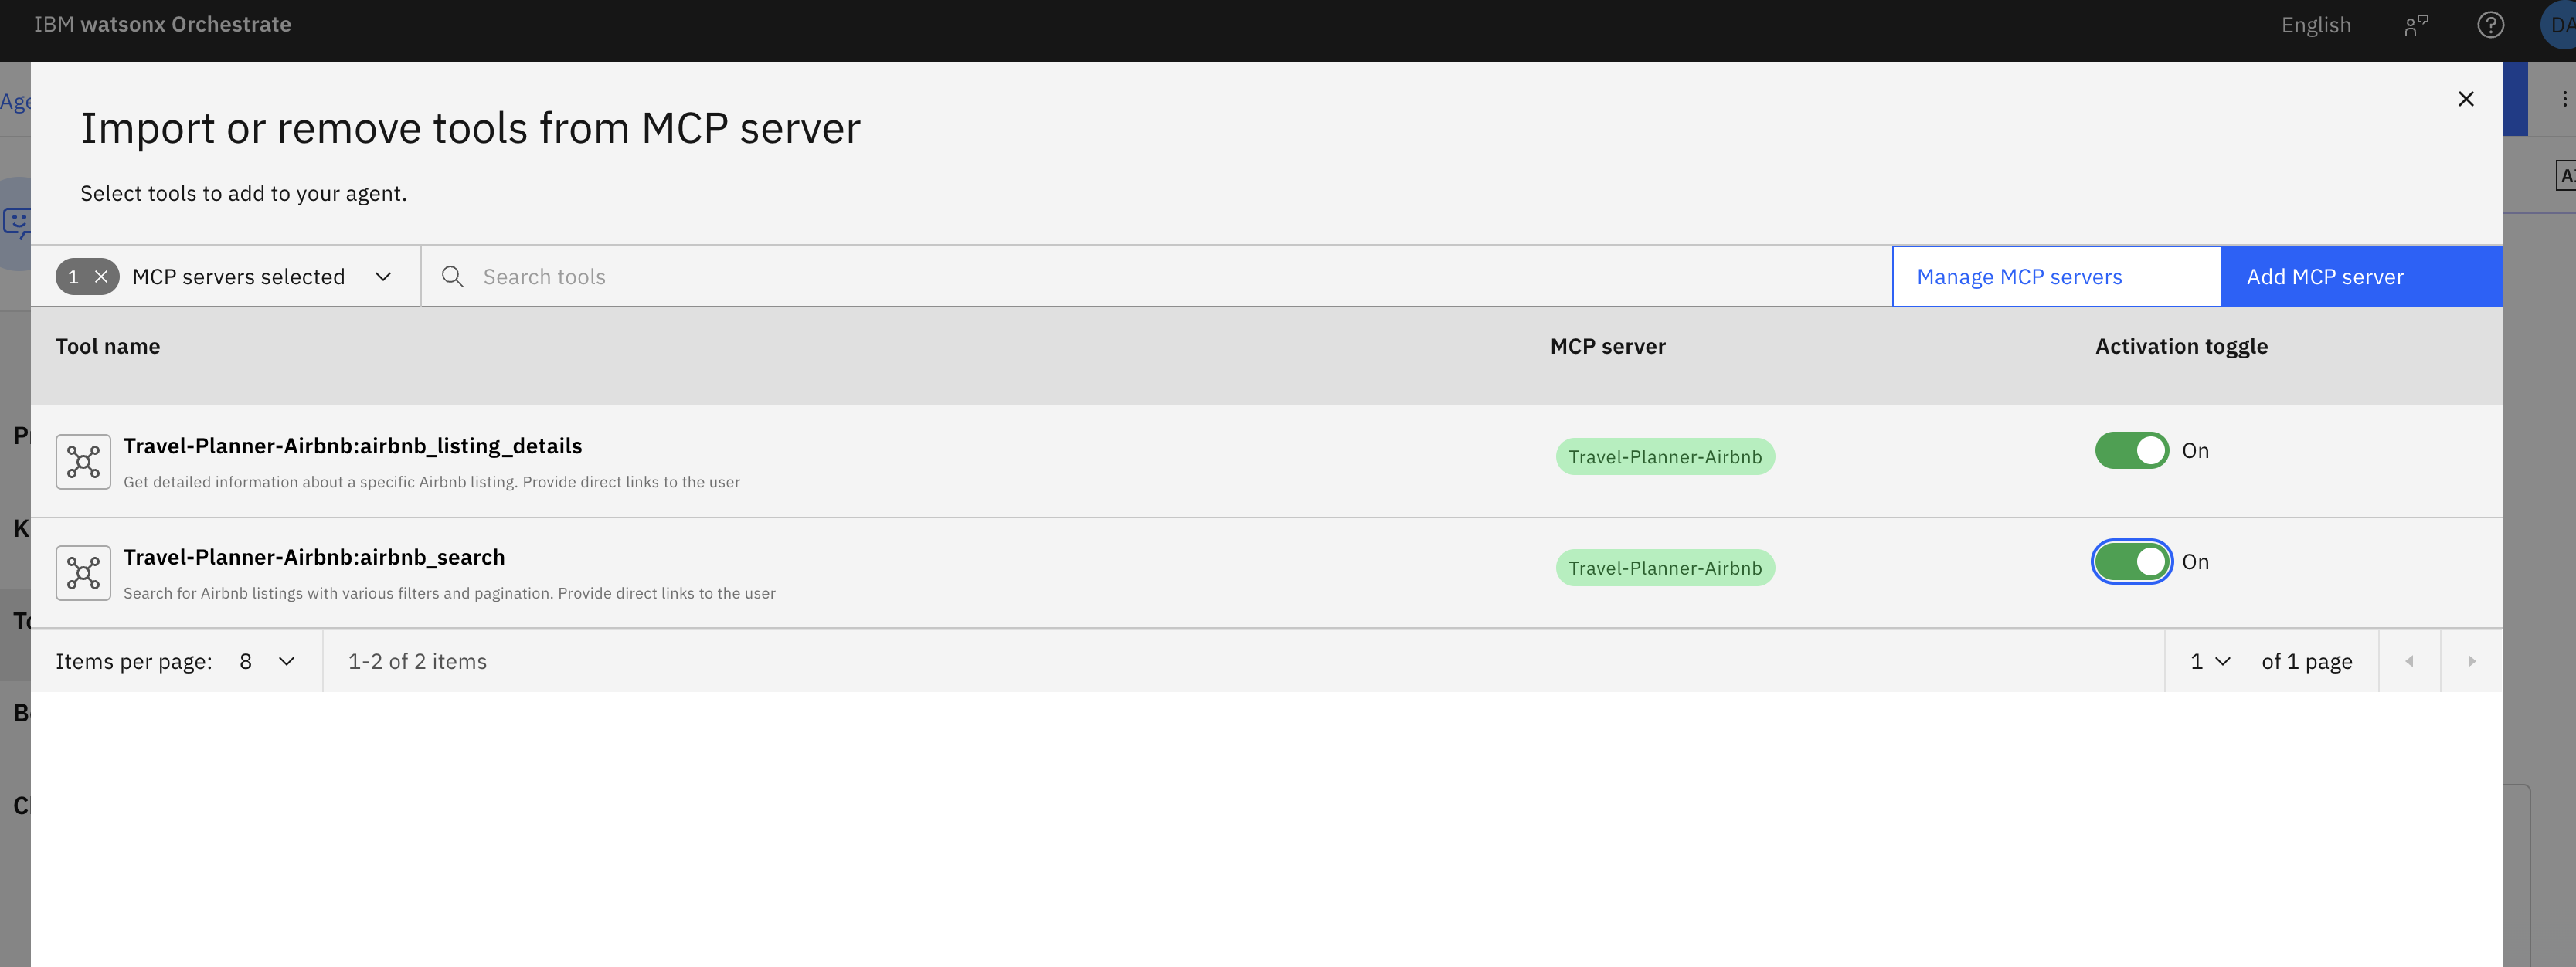 IBM watsonx Orchestrate
English
DA
Age
Import or remove tools from MCP server
Select tools to add to your agent.
AI
1 MCP servers selected
Search tools
Manage MCP servers
Add MCP server
Tool name
MCP server
Activation toggle
Travel-Planner-Airbnb:airbnb_listing_details
Get detailed information about a specific Airbnb listing. Provide direct links to the user
Travel-Planner-Airbnb
On
Travel-Planner-Airbnb:airbnb_search
Search for Airbnb listings with various filters and pagination. Provide direct links to the user
Travel-Planner-Airbnb
On
Items per page: 8
1-2 of 2 items
1 of 1 page